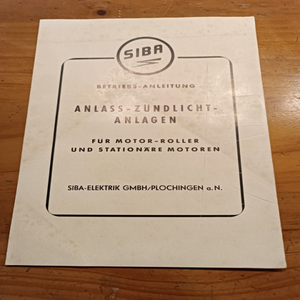 SIBA
BETRIEBS-ANLEITUNG
ANLASS-ZÜNDLICHT-
ANLAGEN
FÜR MOTOR-ROLLER
UND STATIONÄRE MOTOREN
SIBA-ELEKTRIK GMBH/PLOCHINGEN a.N.